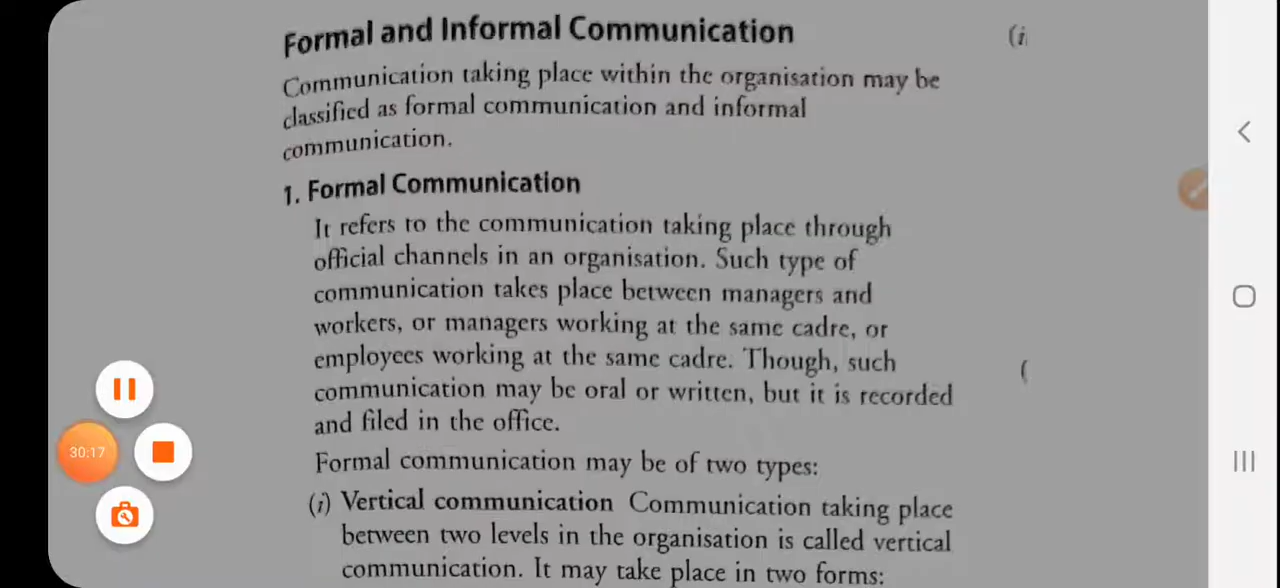 Formal and Informal Communication
(i
Communication taking place within the organisation may be
classified as formal communication and informal
communication.
1. Formal Communication
It refers to the communication taking place through
official channels in an organisation. Such type of
communication takes place between managers and
workers, or managers working at the same cadre, or
employees working at the same cadre. Though, such
(
communication may be oral or written, but it is recorded
and filed in the office.
30:17
Formal communication may be of two types:
(i) Vertical communication Communication taking place
between two levels in the organisation is called vertical
communication. It may take place in two forms: